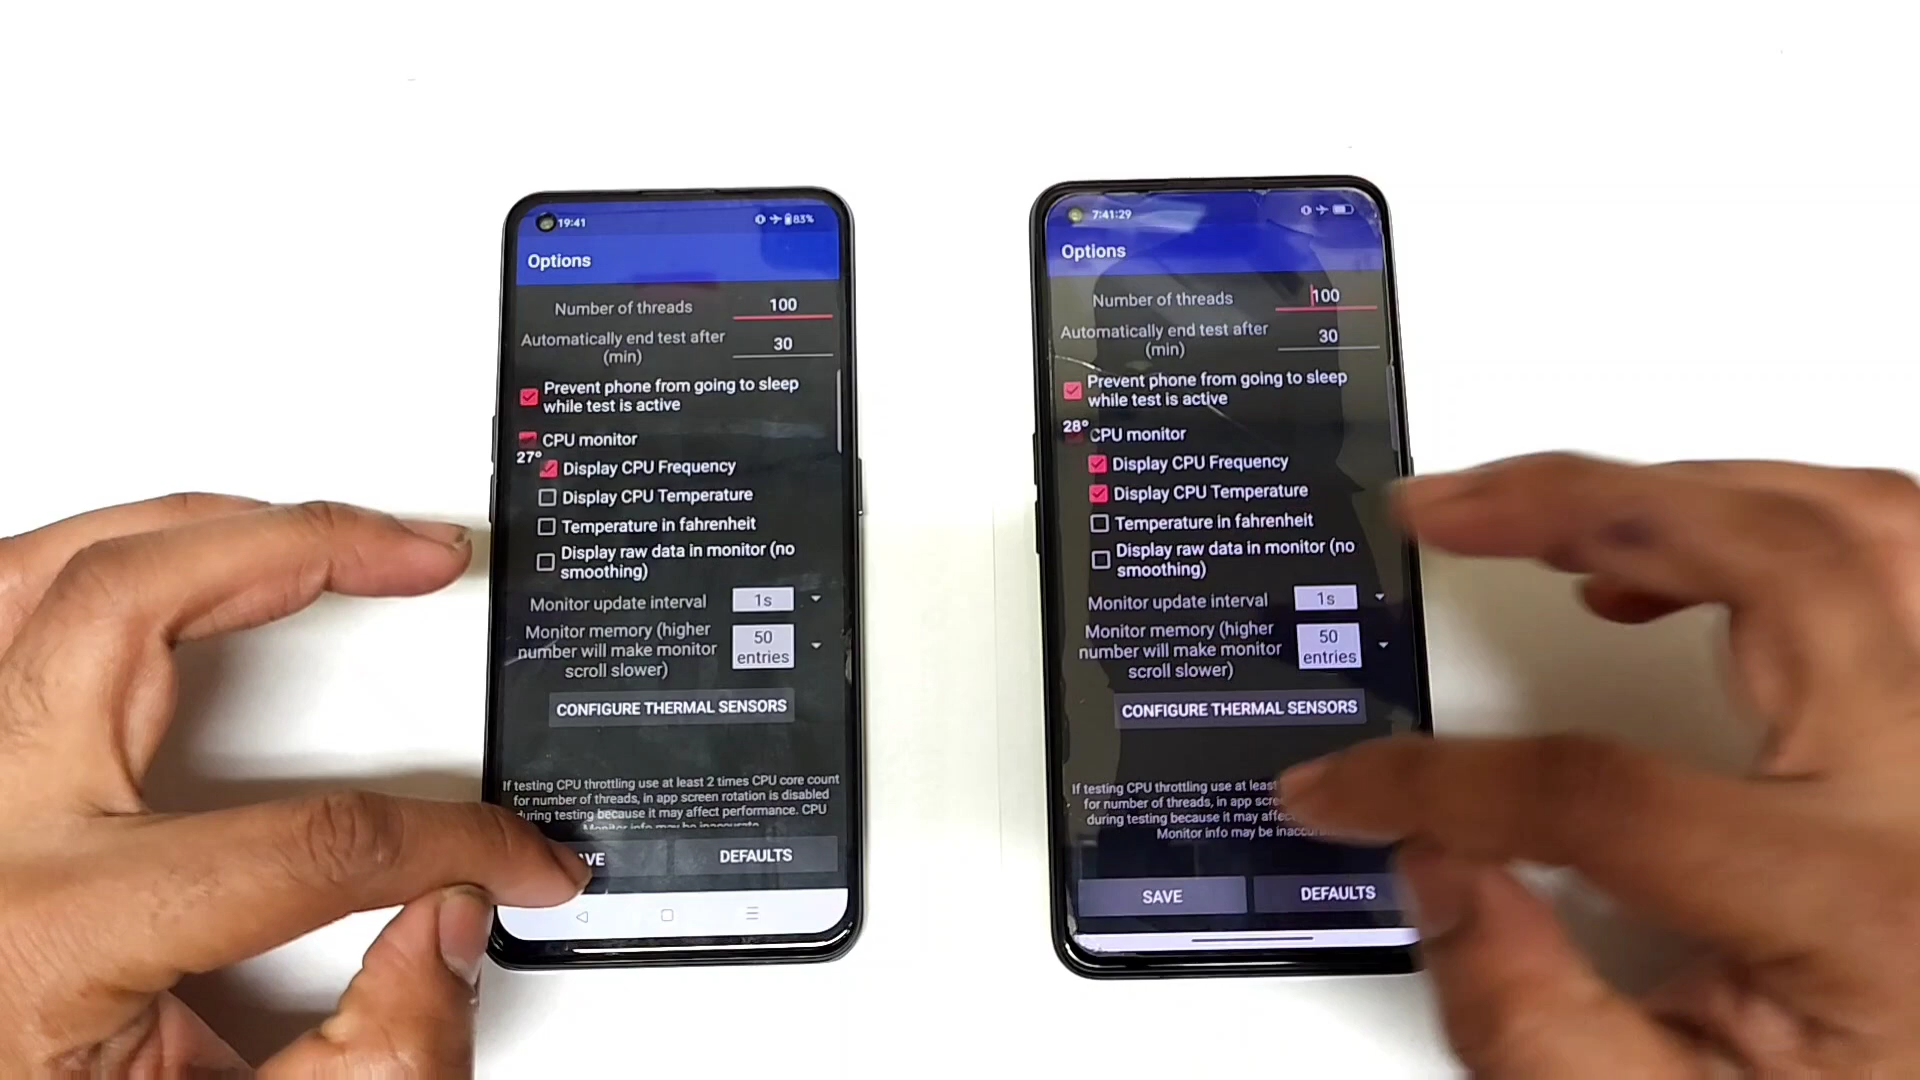 19:41
83%
Options
Number of threads
100
Automatically end test after
(min)
30
Prevent phone from going to sleep
while test is active
CPU monitor
27°
Display CPU Frequency
Display CPU Temperature
Temperature in fahrenheit
Display raw data in monitor (no
smoothing)
Monitor update interval
1s
Monitor memory (higher
number will make monitor
scroll slower)
50
entries
CONFIGURE THERMAL SENSORS
If testing CPU throttling use at least 2 times CPU core count
for number of threads, in app screen rotation is disabled
during testing because it may affect performance. CPU
Monitor info may be inaccurate
VE
DEFAULTS
7:41:29
Options
Number of threads
100
Automatically end test after
(min)
30
Prevent phone from going to sleep
while test is active
28°
CPU monitor
Display CPU Frequency
Display CPU Temperature
Temperature in fahrenheit
Display raw data in monitor (no
smoothing)
Monitor update interval
1s
Monitor memory (higher
number will make monitor
scroll slower)
50
entries
CONFIGURE THERMAL SENSORS
If testing CPU throttling use at least
for number of threads, in app
during testing because it may
Monitor info may be
SAVE
DEFAULTS